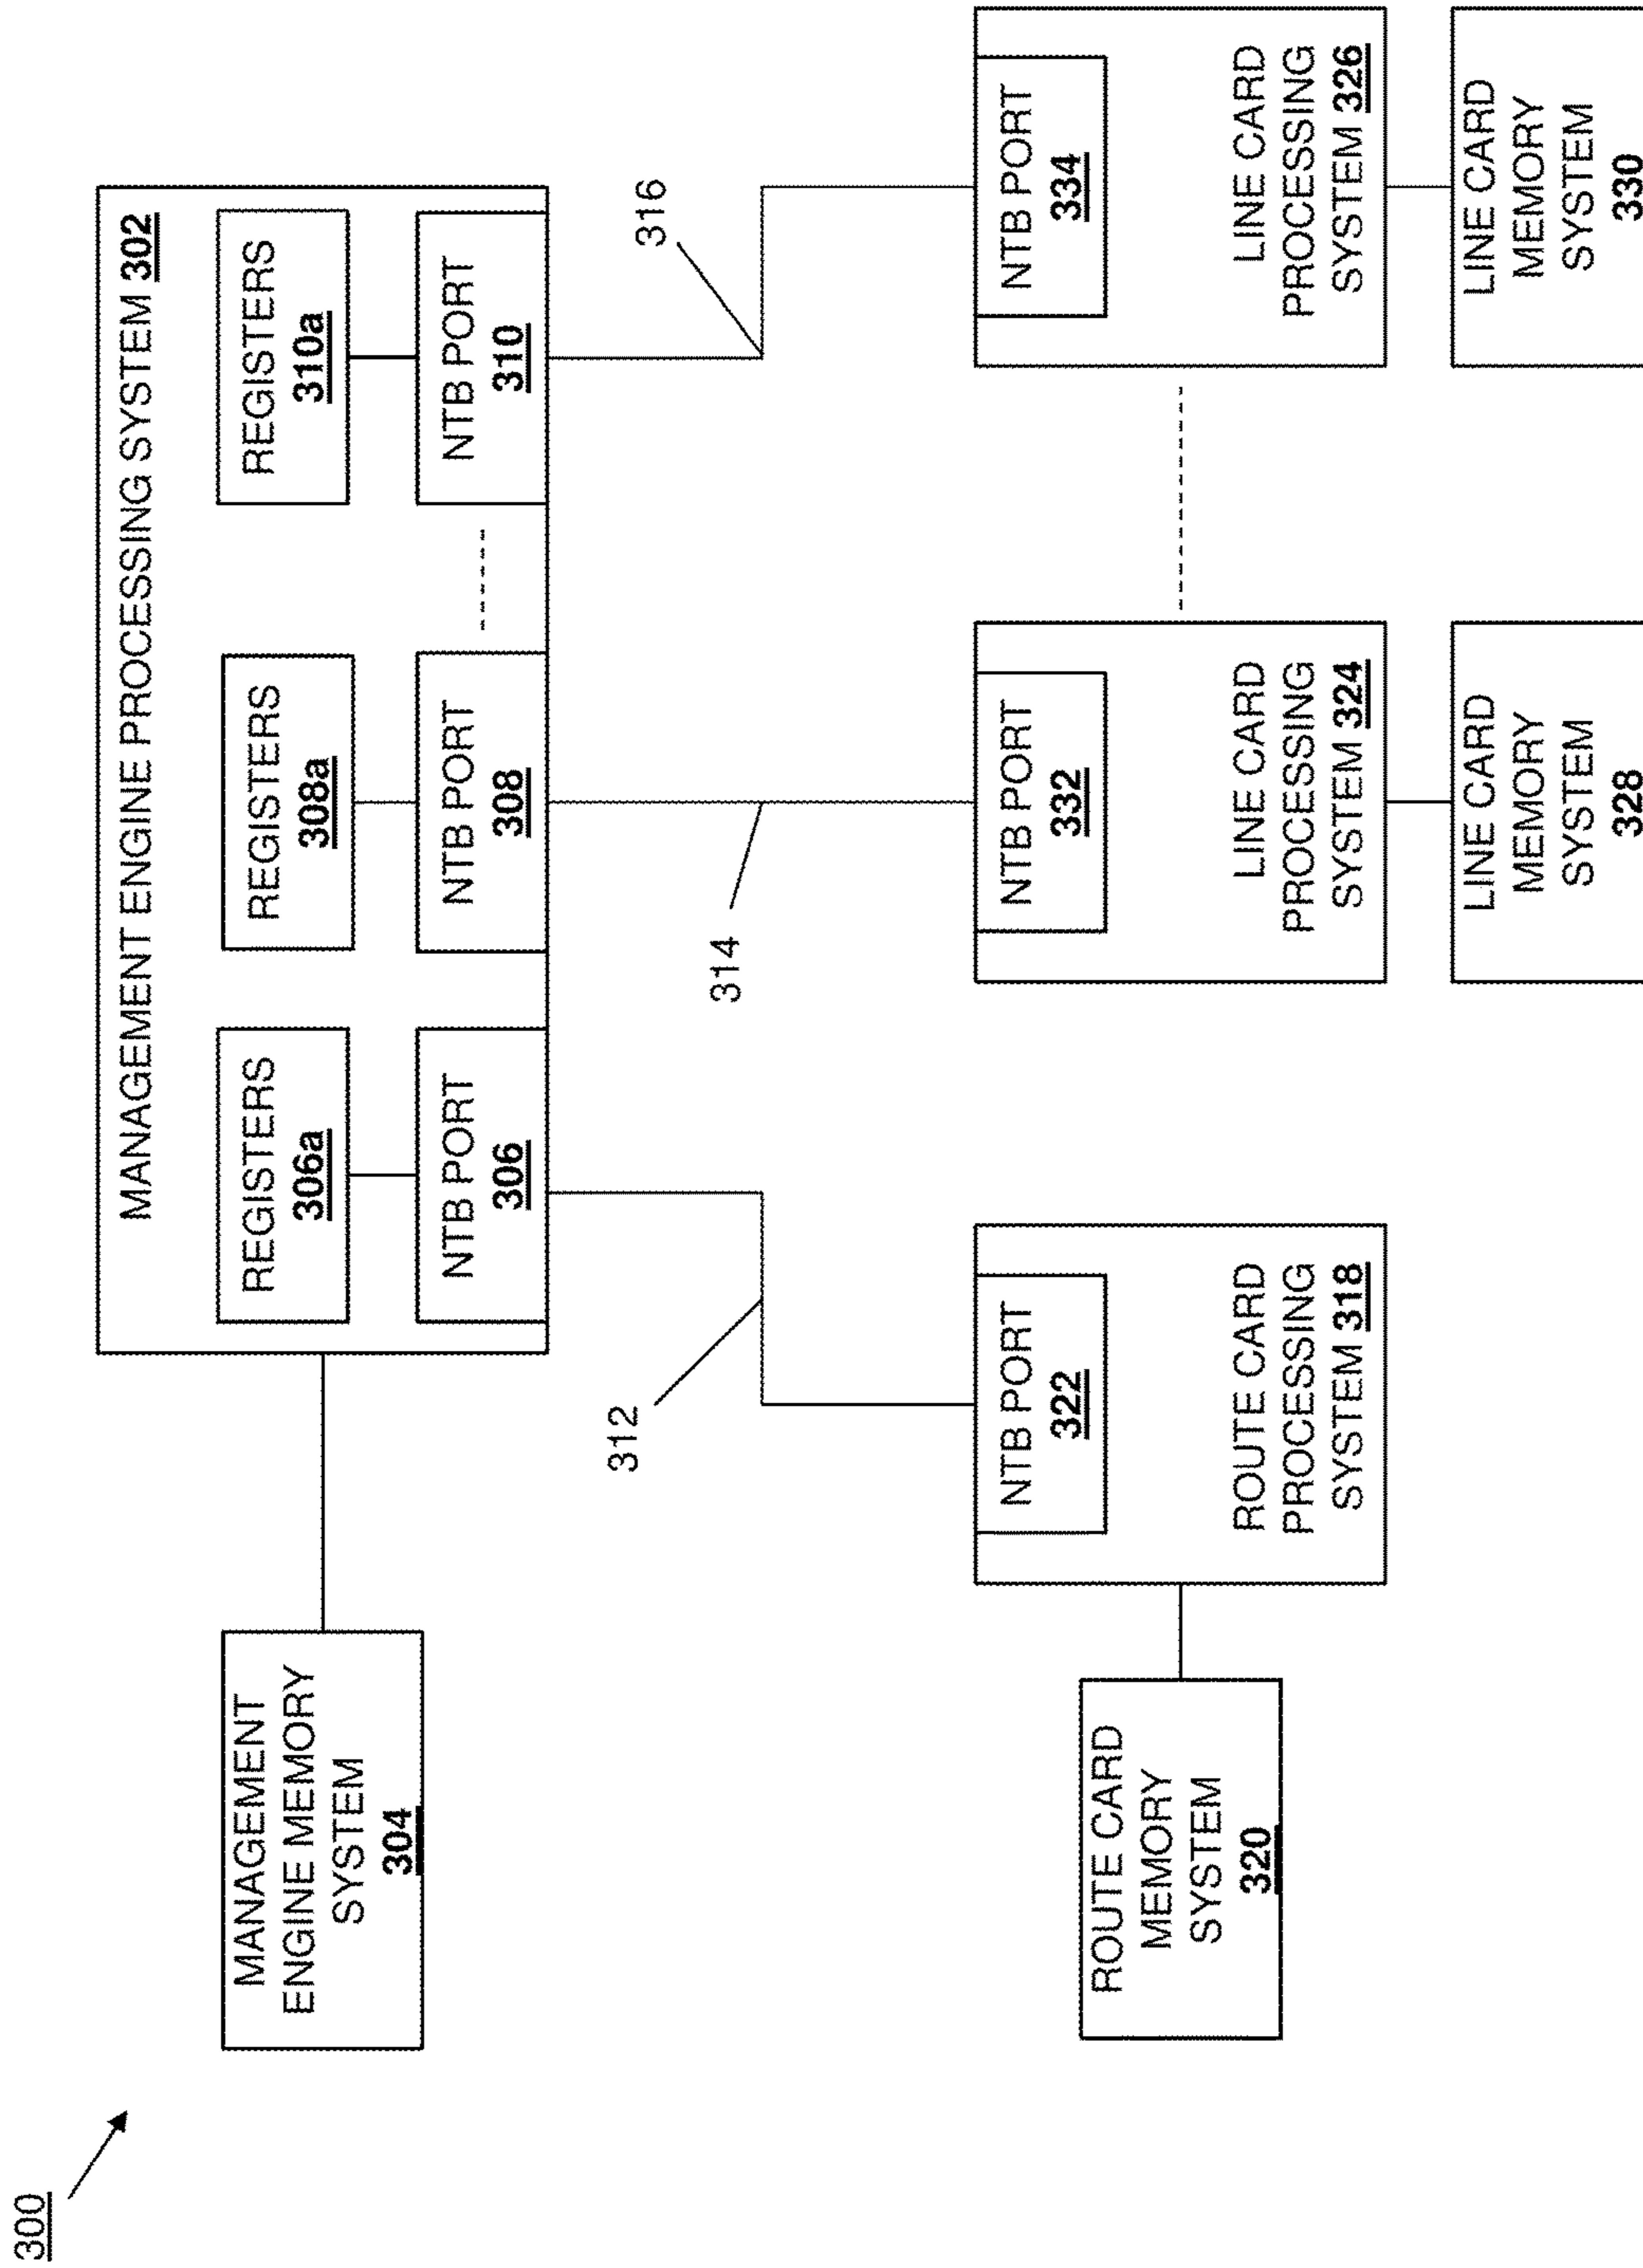 300
MANAGEMENT ENGINE PROCESSING SYSTEM 302
REGISTERS
306a
REGISTERS
308a
REGISTERS
310a
NTB PORT
306
NTB PORT
308
NTB PORT
310
MANAGEMENT
ENGINE MEMORY
SYSTEM
304
312
314
316
NTB PORT
322
ROUTE CARD
PROCESSING
SYSTEM 318
ROUTE CARD
MEMORY
SYSTEM
320
NTB PORT
332
LINE CARD
PROCESSING
SYSTEM 324
LINE CARD
MEMORY
SYSTEM
328
NTB PORT
334
LINE CARD
PROCESSING
SYSTEM 326
LINE CARD
MEMORY
SYSTEM
330